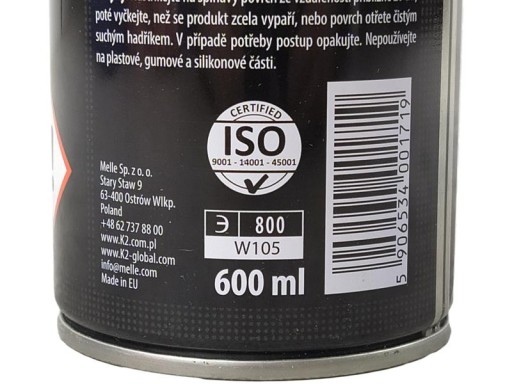 poté vyčkejte, než se produkt zcela vypaří, nebo povrch otřete čistým
suchým hadříkem. V případě potřeby postup opakujte. Nepoužívejte
na plastové, gumové a silikonové části.
CERTIFIED
ISO
9001 - 14001 - 45001
Melle Sp. z o. o.
Stary Staw 9
63-400 Ostrów Wlkp.
Poland
+48 62 737 88 00
www.K2.com.pl
www.K2-global.com
info@melle.com
Made in EU
Э 800
W105
600 ml
5 906534 001719